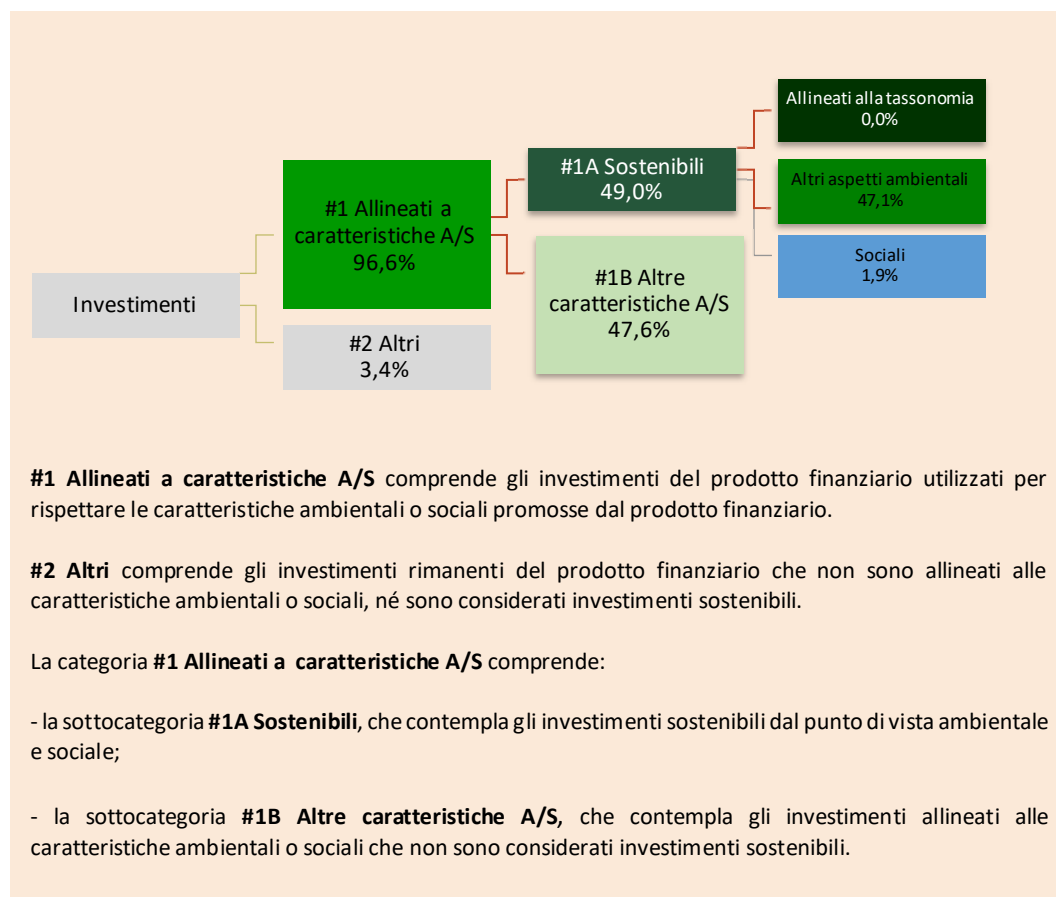 Allineati alla tassonomia
0,0%
#1A Sostenibili
49,0%
Altri aspetti ambientali
47,1%
#1 Allineati a
caratteristiche A/S
96,6%
Sociali
1,9%
#1B Altre
caratteristiche A/S
47,6%
Investimenti
#2 Altri
3,4%
#1 Allineati a caratteristiche A/S comprende gli investimenti del prodotto finanziario utilizzati per
rispettare le caratteristiche ambientali o sociali promosse dal prodotto finanziario.
#2 Altri comprende gli investimenti rimanenti del prodotto finanziario che non sono allineati alle
caratteristiche ambientali o sociali, né sono considerati investimenti sostenibili.
La categoria #1 Allineati a caratteristiche A/S comprende:
- la sottocategoria #1A Sostenibili, che contempla gli investimenti sostenibili dal punto di vista ambientale
e sociale;
- la sottocategoria #1B Altre caratteristiche A/S, che contempla gli investimenti allineati alle
caratteristiche ambientali o sociali che non sono considerati investimenti sostenibili.